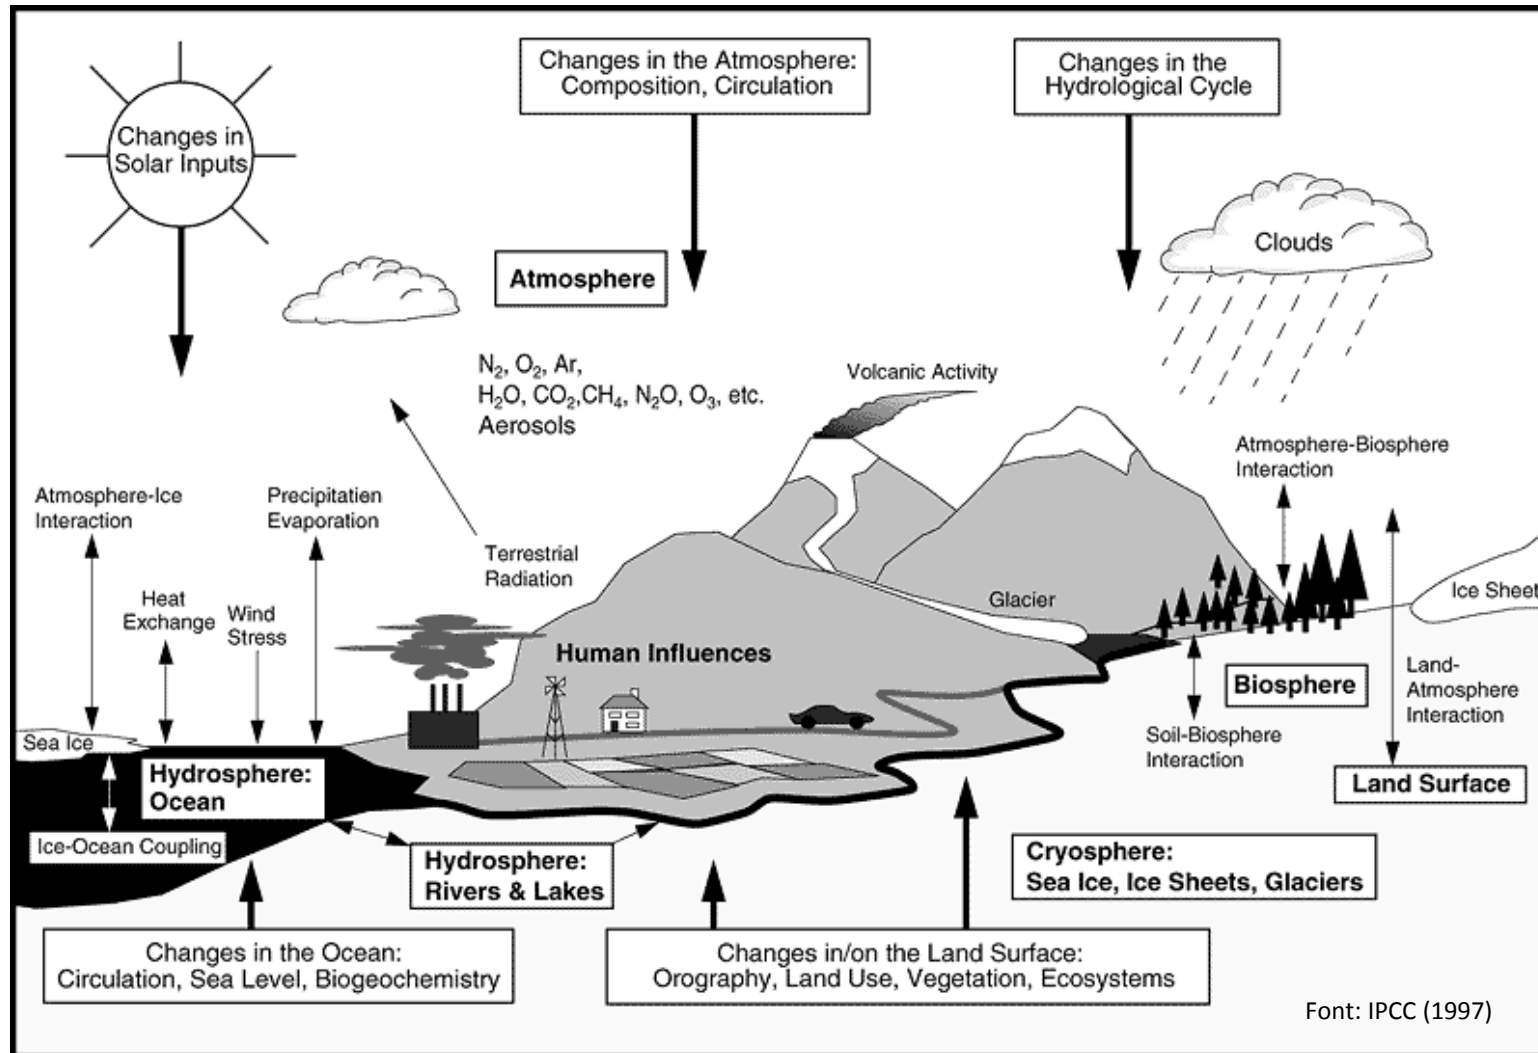 Changes in
Solar Inputs
Changes in the Atmosphere:
Composition, Circulation
Changes in the
Hydrological Cycle
Clouds
Atmosphere
N₂, O₂, Ar,
H₂O, CO₂,CH₄, N₂O, O₃, etc.
Aerosols
Volcanic Activity
Atmosphere-Biosphere
Interaction
Atmosphere-Ice
Interaction
Precipitation
Evaporation
Terrestrial
Radiation
Heat
Exchange
Wind
Stress
Glacier
Ice Sheet
Human Influences
Biosphere
Land-
Atmosphere
Interaction
Soil-Biosphere
Interaction
Sea Ice
Hydrosphere:
Ocean
Land Surface
Ice-Ocean Coupling
Hydrosphere:
Rivers & Lakes
Cryosphere:
Sea Ice, Ice Sheets, Glaciers
Changes in the Ocean:
Circulation, Sea Level, Biogeochemistry
Changes in/on the Land Surface:
Orography, Land Use, Vegetation, Ecosystems
Font: IPCC (1997)